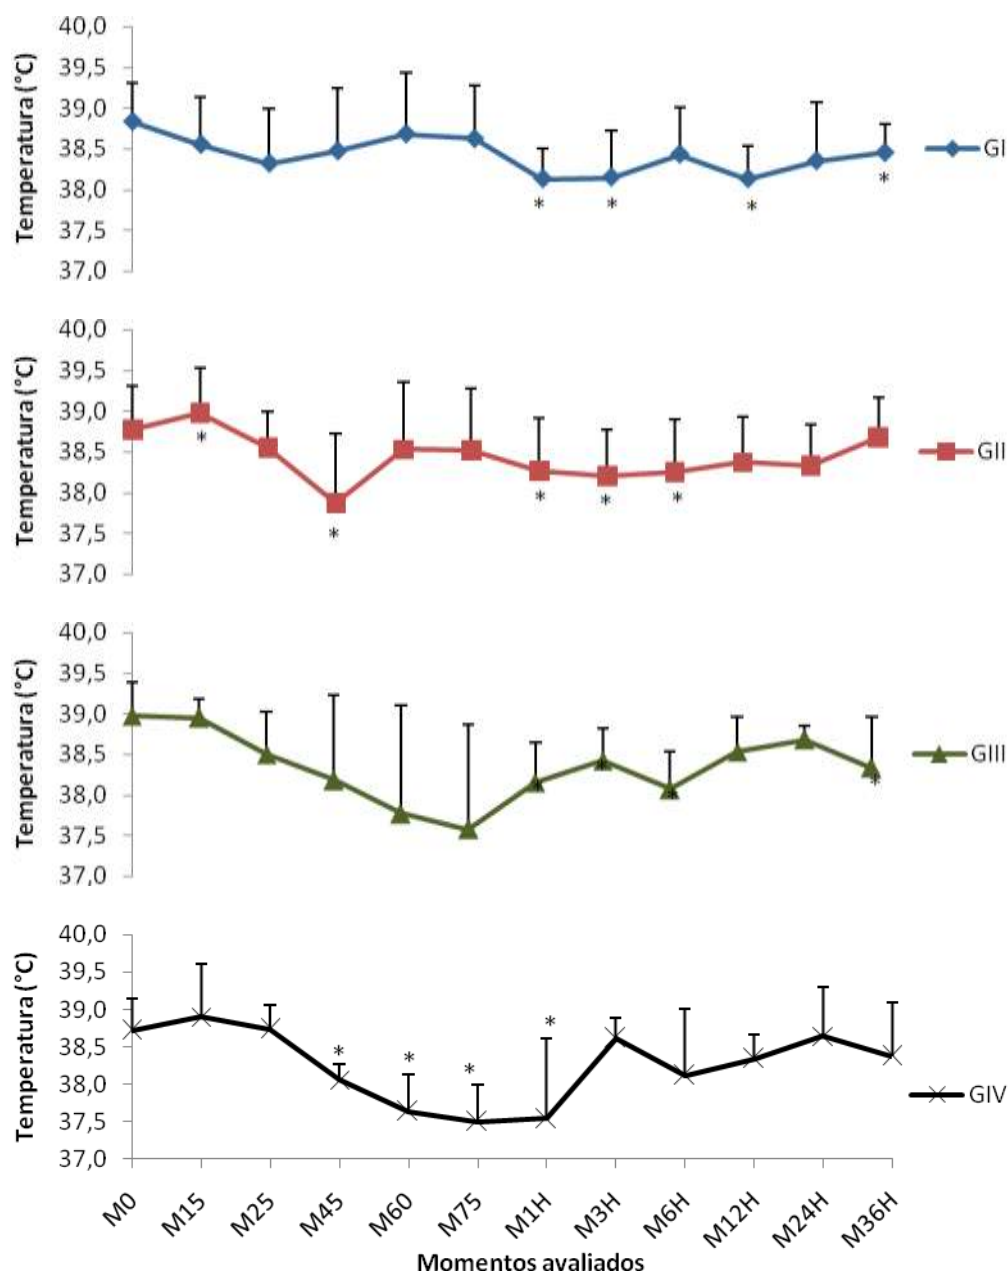 Temperatura (°C)
40,0
39,5
39,0
38,5
38,0
37,5
37,0
* * * *
GI
Temperatura (°C)
40,0
39,5
39,0
38,5
38,0
37,5
37,0
* * * * *
GII
Temperatura (°C)
40,0
39,5
39,0
38,5
38,0
37,5
37,0
* * * *
GIII
Temperatura (°C)
40,0
39,5
39,0
38,5
38,0
37,5
37,0
* * * *
GIV
M0 M15 M25 M45 M60 M75 M1H M3H M6H M12H M24H M36H
Momentos avaliados